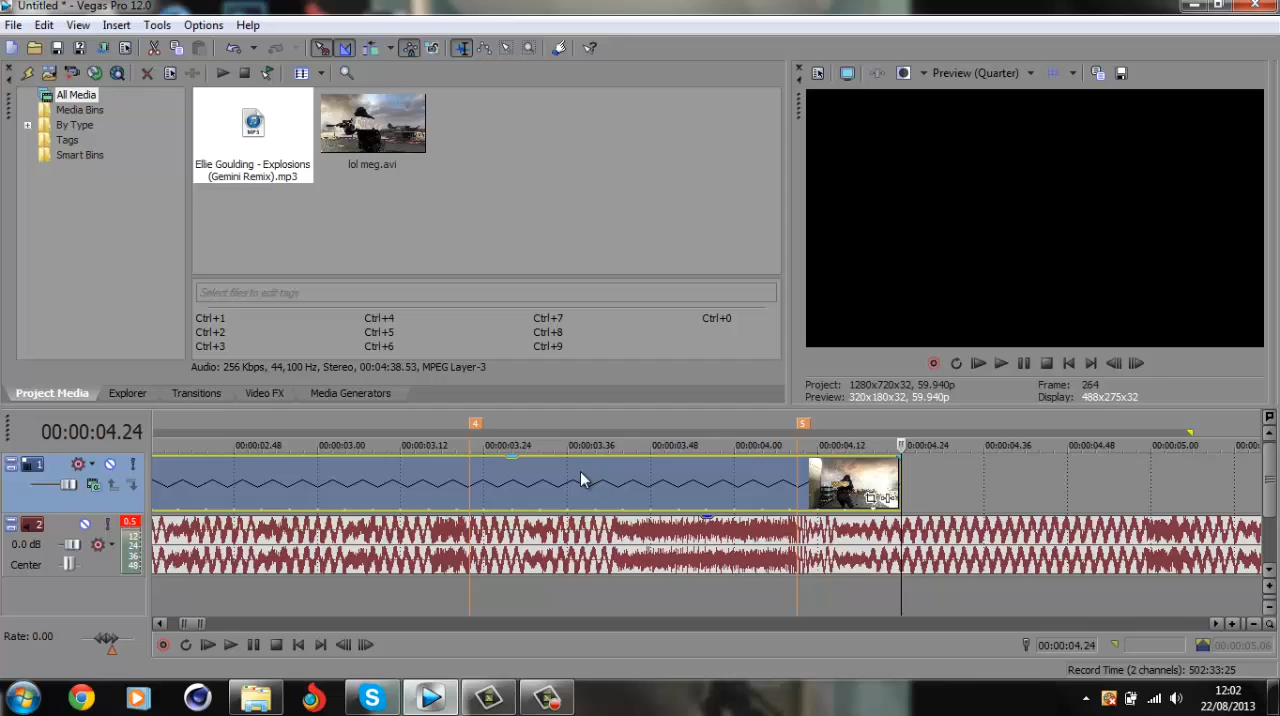 Untitled * - Vegas Pro 12.0
File Edit View Insert Tools Options Help
Preview (Quarter)
All Media
Media Bins
By Type
Tags
Smart Bins
MP3
Ellie Goulding - Explosions
(Gemini Remix).mp3
lol meg.avi
Select files to edit tags
Ctrl+1 Ctrl+4 Ctrl+7 Ctrl+0
Ctrl+2 Ctrl+5 Ctrl+8
Ctrl+3 Ctrl+6 Ctrl+9
Audio: 256 Kbps, 44,100 Hz, Stereo, 00:04:38.53, MPEG Layer-3
Project Media Explorer Transitions Video FX Media Generators
Project: 1280x720x32, 59.940p Frame: 264
Preview: 320x180x32, 59.940p Display: 488x275x32
00:00:04.24
4 5
00:00:02.48 00:00:03.00 00:00:03.12 00:00:03.24 00:00:03.36 00:00:03.48 00:00:04.00 00:00:04.12 00:00:04.24 00:00:04.36 00:00:04.48 00:00:05.00 00:00:
1
2 0.5
0.0 dB 12
24
Center 36
48
Rate: 0.00
00:00:04.24 00:00:05.06
Record Time (2 channels): 502:33:25
12:02
22/08/2013